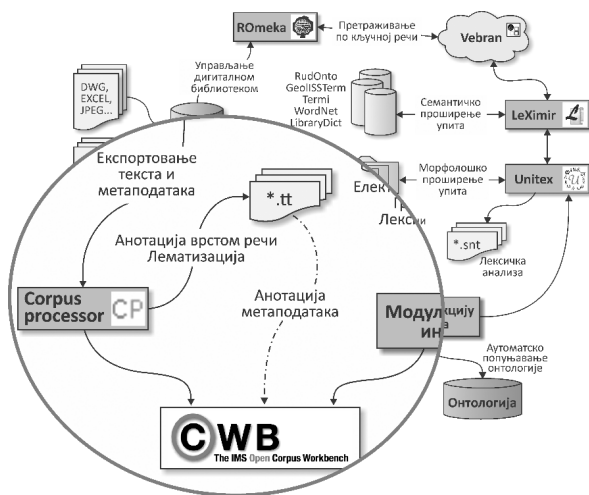 ROmeka
Претраживање
по кључној речи
Vebran
Управљање
дигиталном
библиотеком
DWG,
EXCEL,
JPEG...
RudOnto
GeolISSTerm
Termi
WordNet
LibraryDict
Семантичко
проширење
упита
LeXimir
Експортовање
текста и
метаподатака
*.tt
Морфолошко
проширење
упита
Unitex
*.snt
Лексичка
анализа
Анотација врстом речи
Лематизација
Corpus
processor
CP
Анотација
метаподатака
Аутоматско
попуњавање
онтологије
Онтологија
CWB
The IMS Open Corpus Workbench